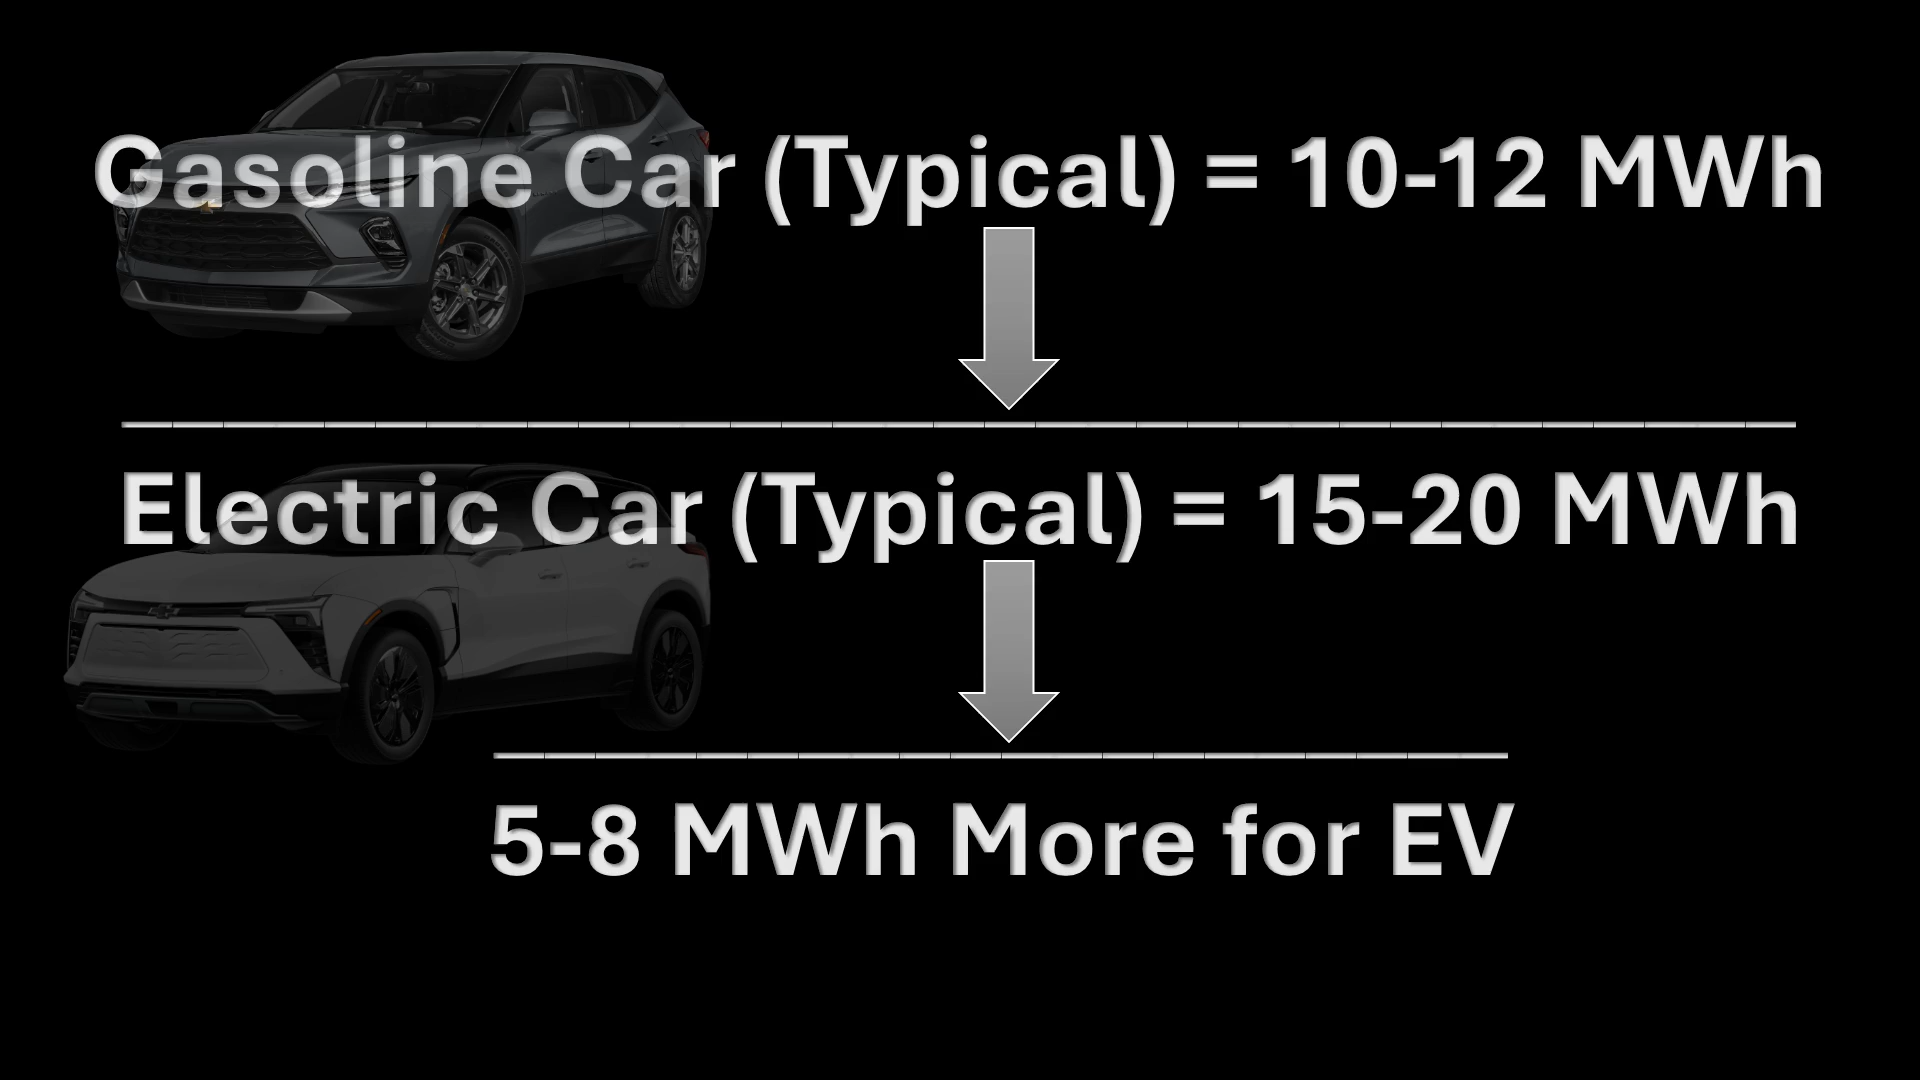 Gasoline Car (Typical) = 10-12 MWh
Electric Car (Typical) = 15-20 MWh
5-8 MWh More for EV